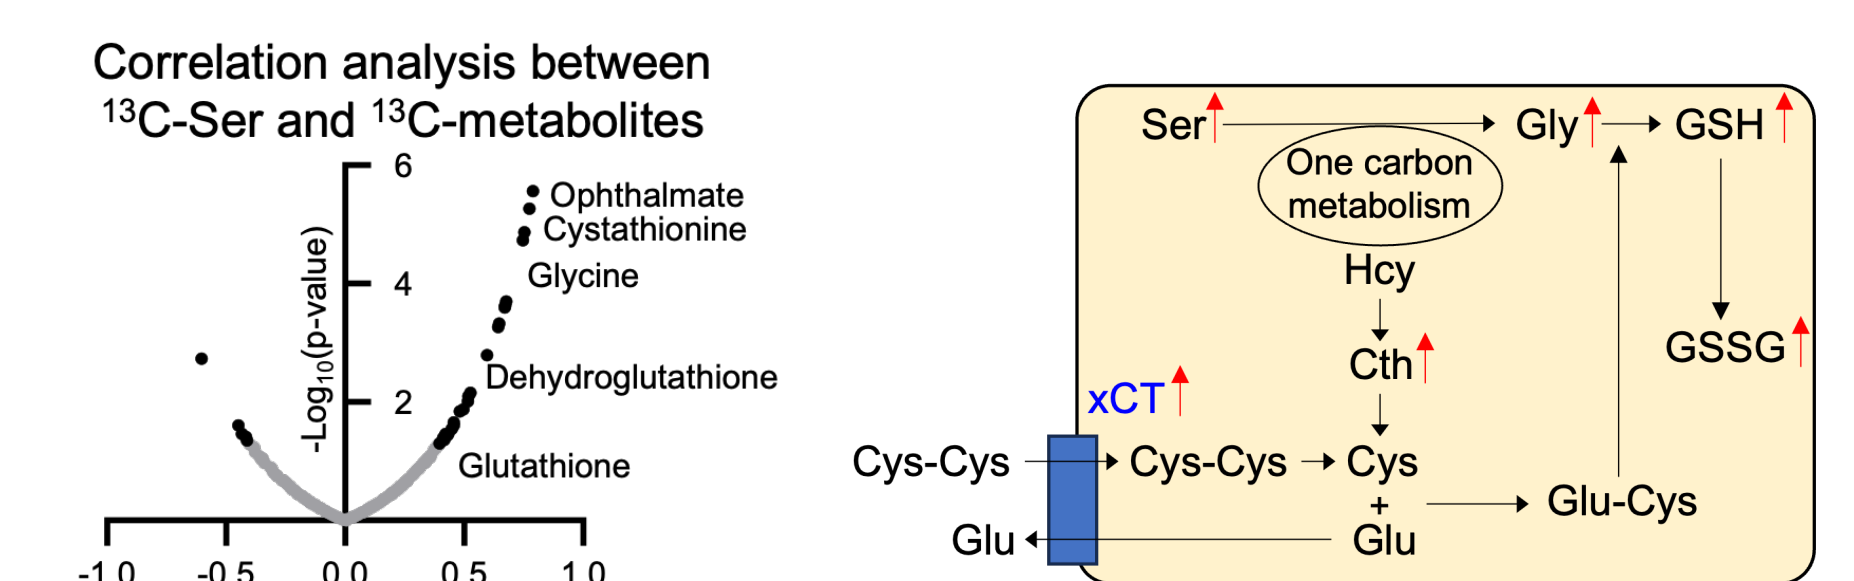 Correlation analysis between
¹³C-Ser and ¹³C-metabolites
6
Ophthalmate
Cystathionine
Glycine
4
Dehydroglutathione
2
Glutathione
-Log₁₀(p-value)
-1.0 -0.5 0.0 0.5 1.0
Ser Gly GSH
One carbon
metabolism
Hcy
Cth
GSSG
xCT
Cys-Cys Cys-Cys Cys
+
Glu-Cys
Glu Glu